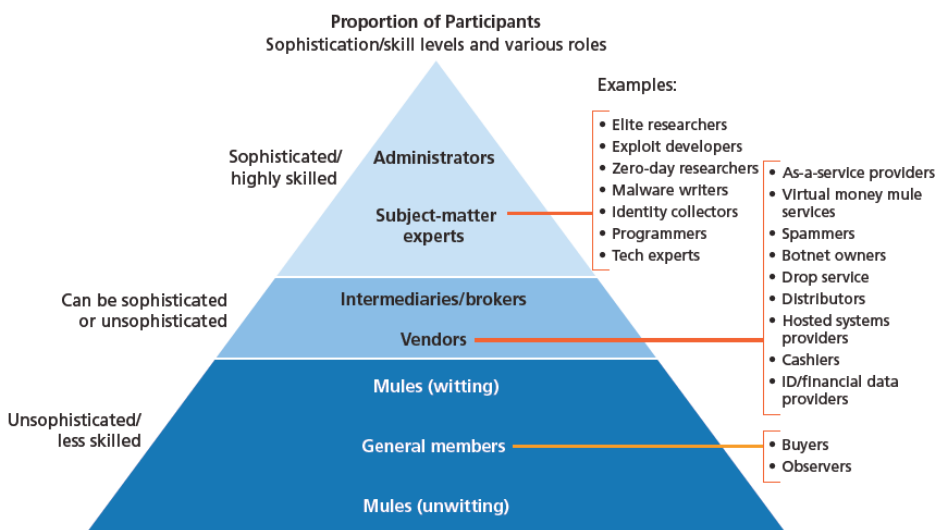 Proportion of Participants
Sophistication/skill levels and various roles
Sophisticated/
highly skilled
Administrators
Subject-matter
experts
Examples:
• Elite researchers
• Exploit developers
• Zero-day researchers
• Malware writers
• Identity collectors
• Programmers
• Tech experts
Can be sophisticated
or unsophisticated
Intermediaries/brokers
Vendors
• As-a-service providers
• Virtual money mule
services
• Spammers
• Botnet owners
• Drop service
• Distributors
• Hosted systems
providers
• Cashiers
• ID/financial data
providers
Unsophisticated/
less skilled
Mules (witting)
General members
• Buyers
• Observers
Mules (unwitting)